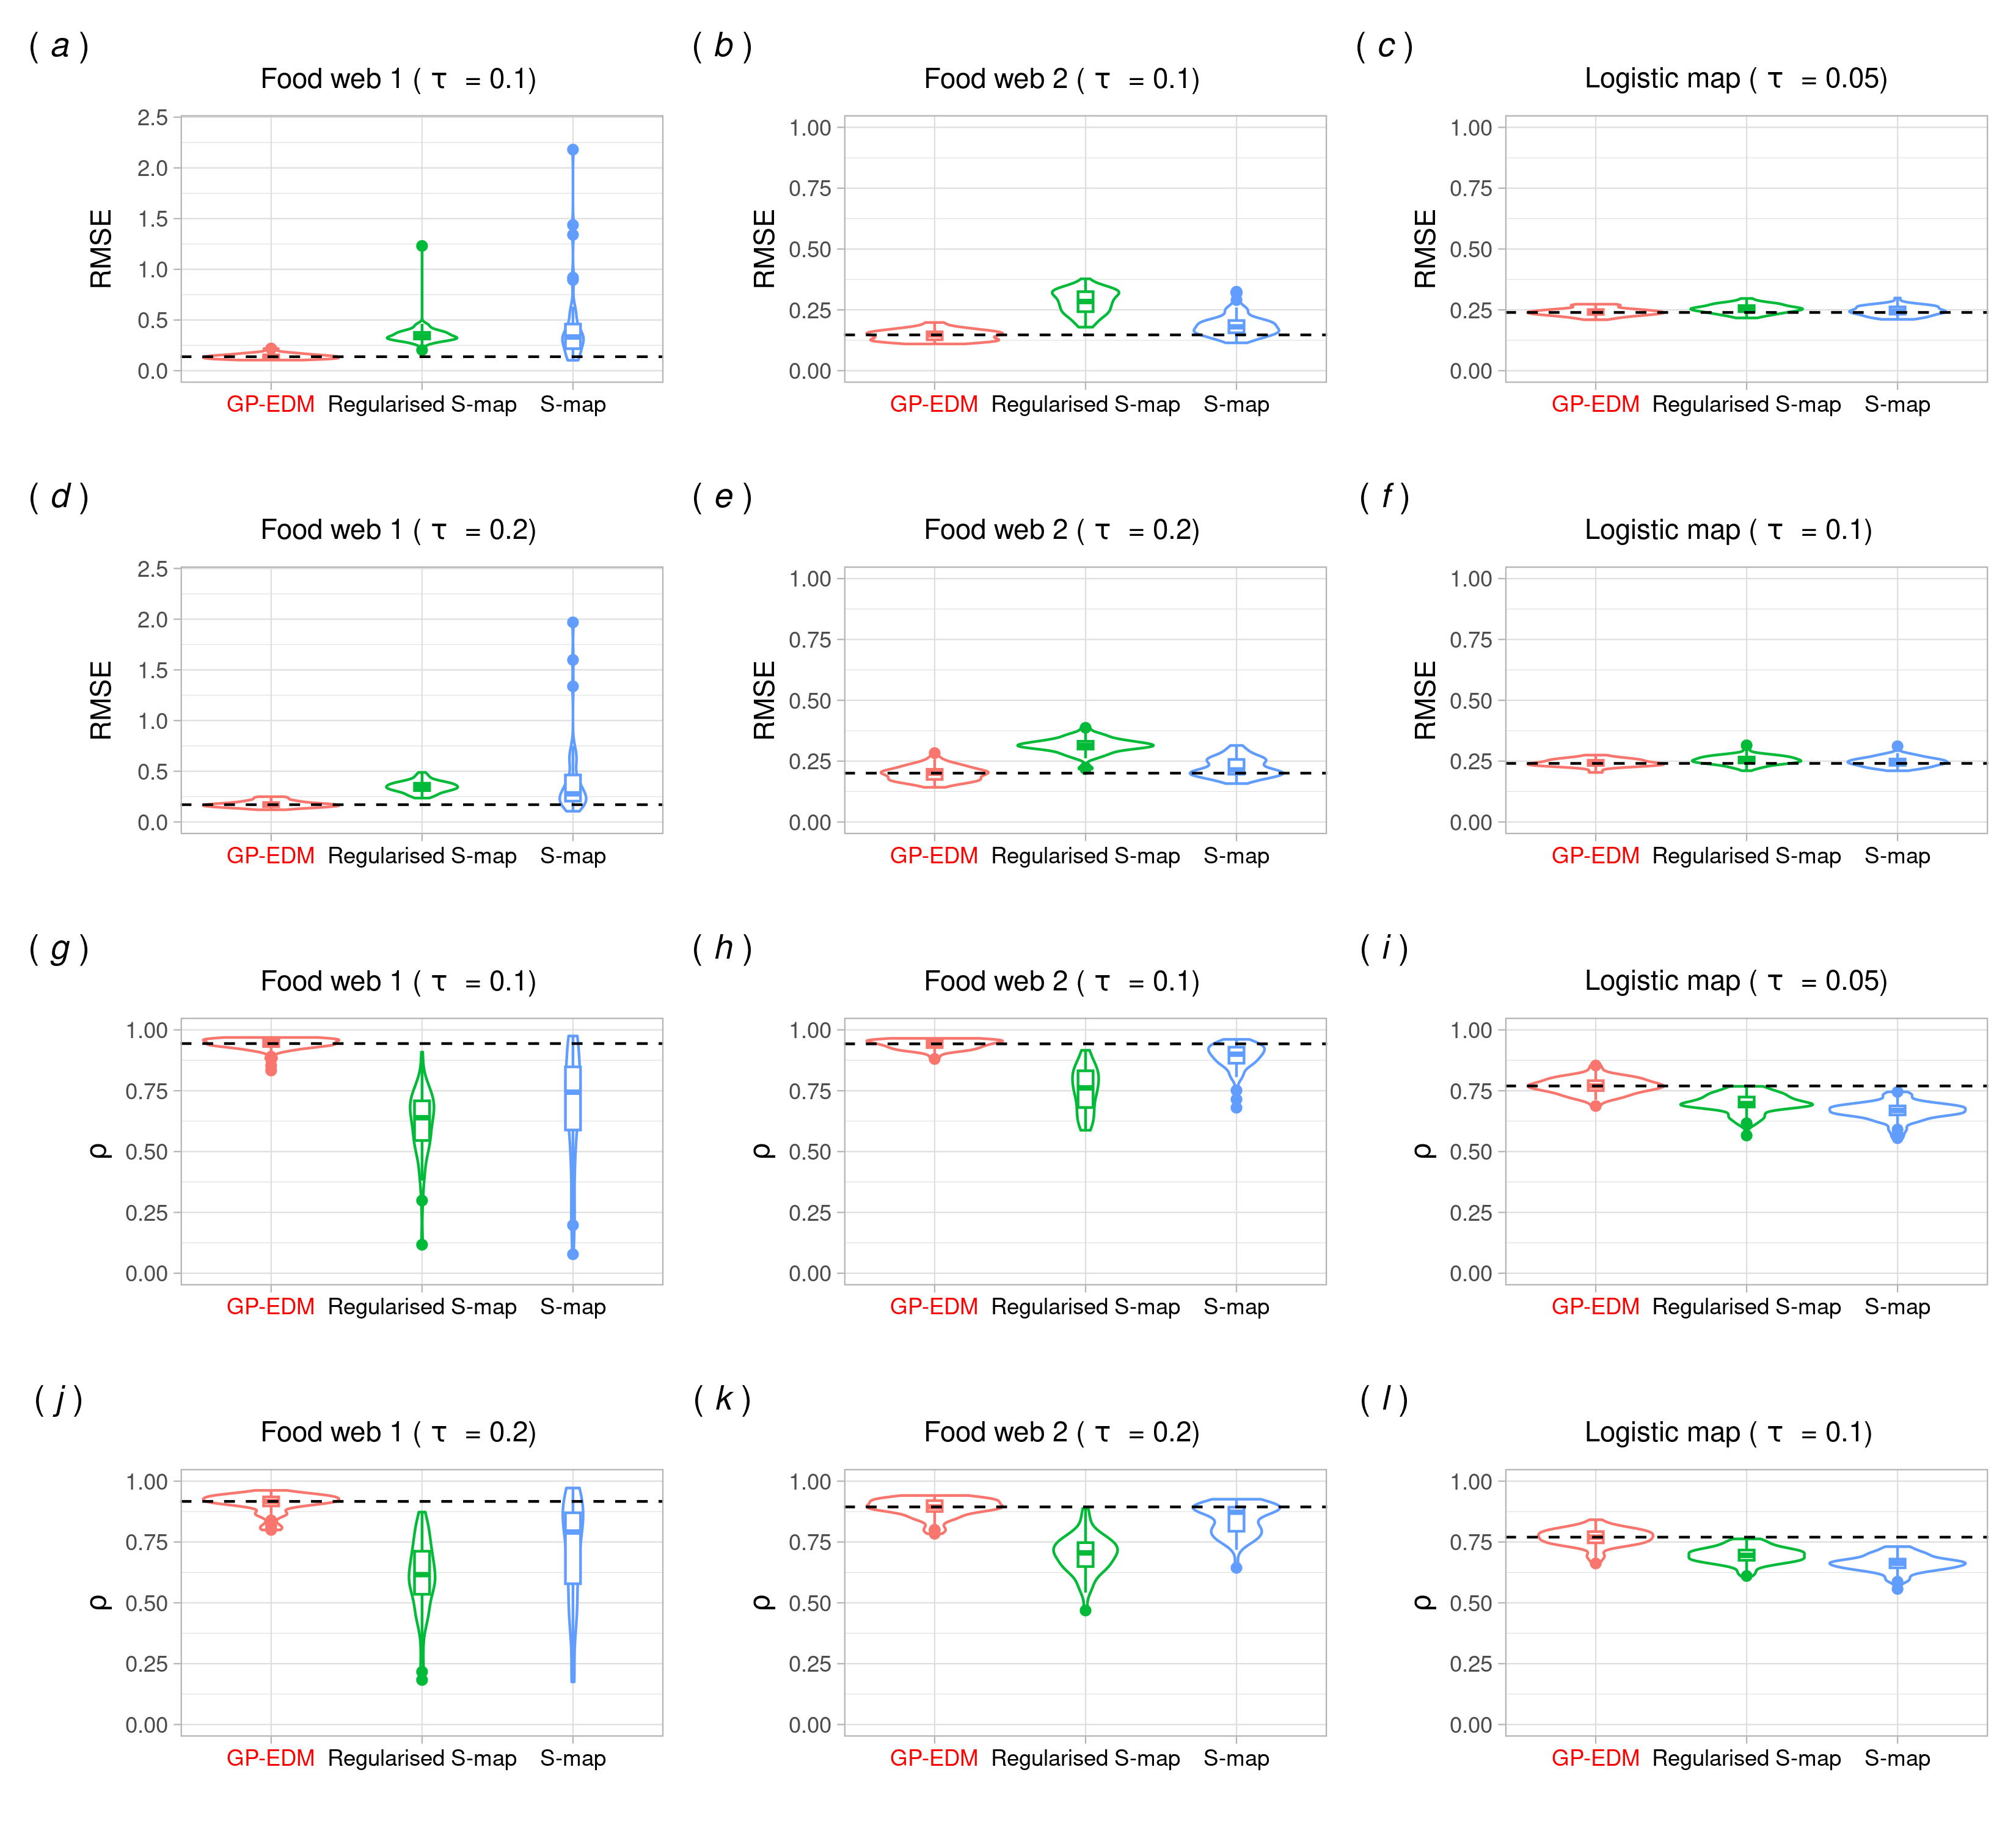 ( a )
Food web 1 ( τ = 0.1)
RMSE
2.5
2.0
1.5
1.0
0.5
0.0
GP-EDM Regularised S-map S-map
( b )
Food web 2 ( τ = 0.1)
RMSE
1.00
0.75
0.50
0.25
0.00
GP-EDM Regularised S-map S-map
( c )
Logistic map ( τ = 0.05)
RMSE
1.00
0.75
0.50
0.25
0.00
GP-EDM Regularised S-map S-map
( d )
Food web 1 ( τ = 0.2)
RMSE
2.5
2.0
1.5
1.0
0.5
0.0
GP-EDM Regularised S-map S-map
( e )
Food web 2 ( τ = 0.2)
RMSE
1.00
0.75
0.50
0.25
0.00
GP-EDM Regularised S-map S-map
( f )
Logistic map ( τ = 0.1)
RMSE
1.00
0.75
0.50
0.25
0.00
GP-EDM Regularised S-map S-map
( g )
Food web 1 ( τ = 0.1)
ρ
1.00
0.75
0.50
0.25
0.00
GP-EDM Regularised S-map S-map
( h )
Food web 2 ( τ = 0.1)
ρ
1.00
0.75
0.50
0.25
0.00
GP-EDM Regularised S-map S-map
( i )
Logistic map ( τ = 0.05)
ρ
1.00
0.75
0.50
0.25
0.00
GP-EDM Regularised S-map S-map
( j )
Food web 1 ( τ = 0.2)
ρ
1.00
0.75
0.50
0.25
0.00
GP-EDM Regularised S-map S-map
( k )
Food web 2 ( τ = 0.2)
ρ
1.00
0.75
0.50
0.25
0.00
GP-EDM Regularised S-map S-map
( l )
Logistic map ( τ = 0.1)
ρ
1.00
0.75
0.50
0.25
0.00
GP-EDM Regularised S-map S-map